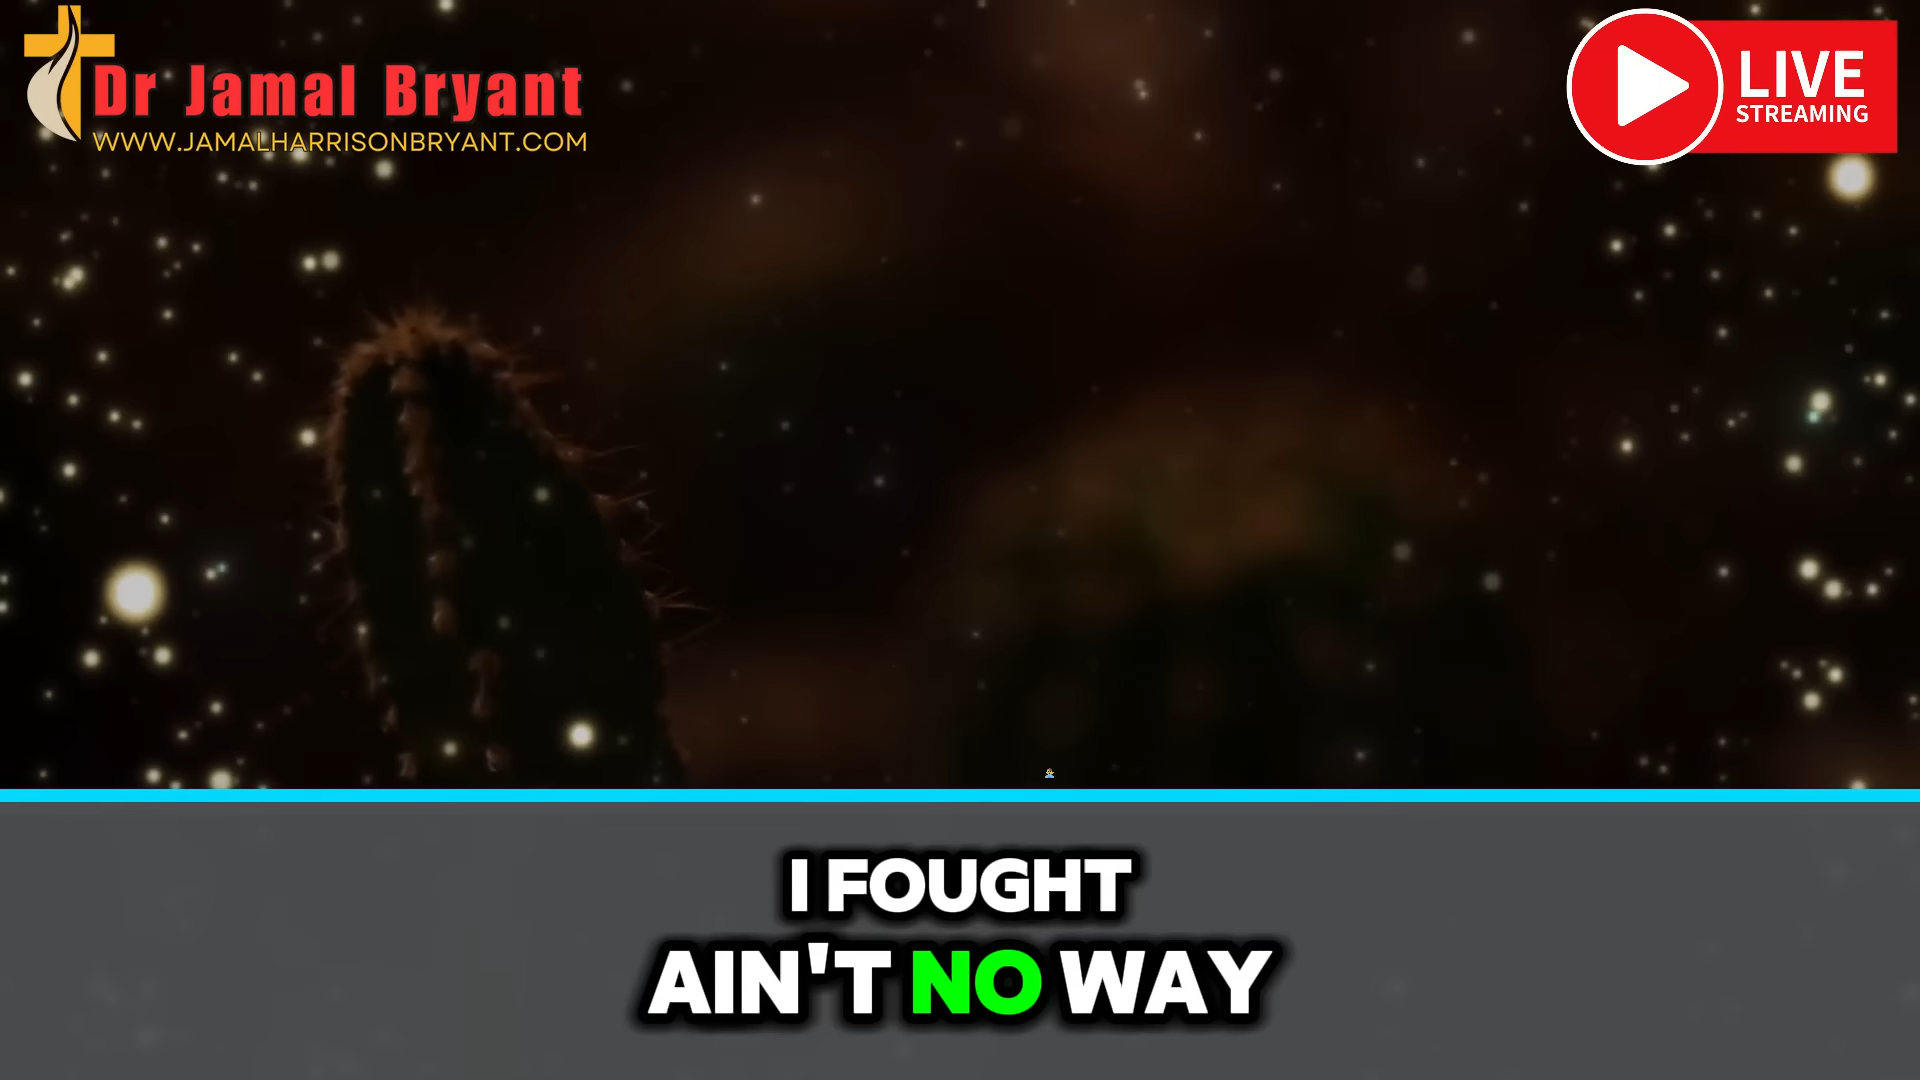 Dr Jamal Bryant
WWW.JAMALHARRISONBRYANT.COM
LIVE
STREAMING
I FOUGHT
AIN'T NO WAY